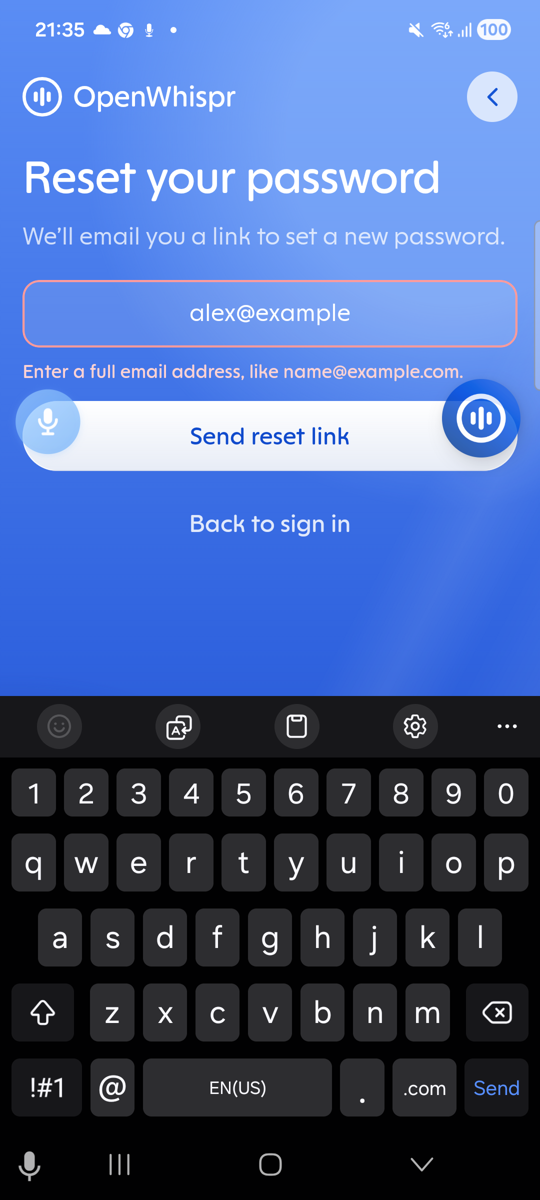 21:35
100
OpenWhispr
Reset your password
We'll email you a link to set a new password.
alex@example
Enter a full email address, like name@example.com.
Send reset link
Back to sign in
1 2 3 4 5 6 7 8 9 0
q w e r t y u i o p
a s d f g h j k l
z x c v b n m
!#1 @ EN(US) . .com Send